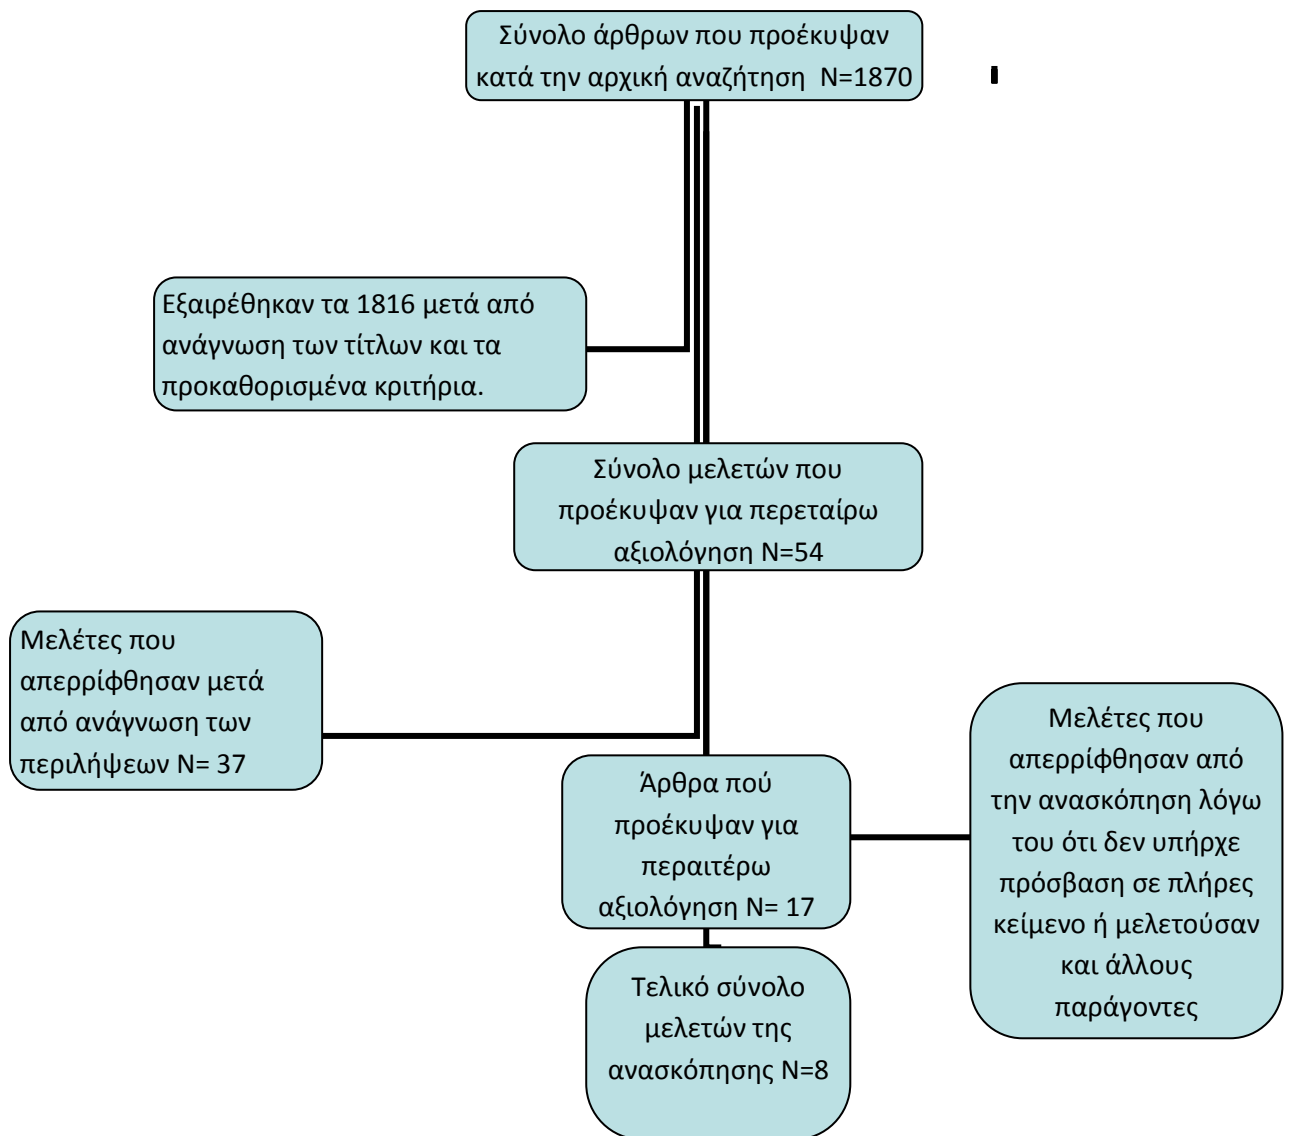 Σύνολο άρθρων που προέκυψαν
κατά την αρχική αναζήτηση Ν=1870
Εξαιρέθηκαν τα 1816 μετά από
ανάγνωση των τίτλων και τα
προκαθορισμένα κριτήρια.
Σύνολο μελετών που
προέκυψαν για περεταίρω
αξιολόγηση Ν=54
Μελέτες που
απερρίφθησαν μετά
από ανάγνωση των
περιλήψεων Ν= 37
Άρθρα πού
προέκυψαν για
περαιτέρω
αξιολόγηση Ν= 17
Μελέτες που
απερρίφθησαν από
την ανασκόπηση λόγω
του ότι δεν υπήρχε
πρόσβαση σε πλήρες
κείμενο ή μελετούσαν
και άλλους
παράγοντες
Τελικό σύνολο
μελετών της
ανασκόπησης Ν=8